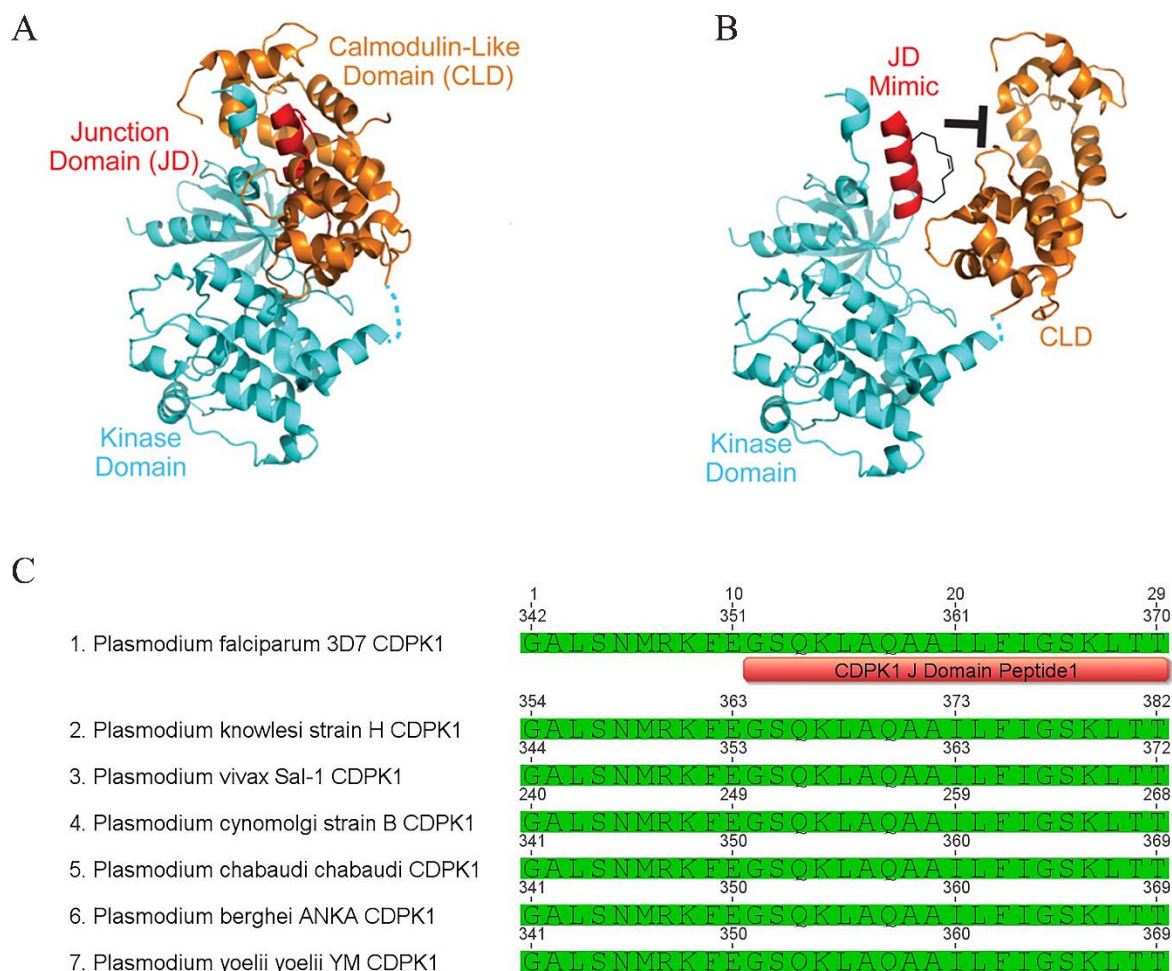 A
Calmodulin-Like
Domain (CLD)
Junction
Domain (JD)
Kinase
Domain
B
JD
Mimic
CLD
Kinase
Domain
C
1 10 20 29
342 351 361 370
1. Plasmodium falciparum 3D7 CDPK1 GALSNMRKFEGSQKLAQAAILFIGSKLTT
CDPK1 J Domain Peptide1
354 363 373 382
2. Plasmodium knowlesi strain H CDPK1 GALSNMRKFEGSQKLAQAAILFIGSKLTT
344 353 363 372
3. Plasmodium vivax Sal-1 CDPK1 GALSNMRKFEGSQKLAQAAILFIGSKLTT
240 249 259 268
4. Plasmodium cynomolgi strain B CDPK1 GALSNMRKFEGSQKLAQAAILFIGSKLTT
341 350 360 369
5. Plasmodium chabaudi chabaudi CDPK1 GALSNMRKFEGSQKLAQAAILFIGSKLTT
341 350 360 369
6. Plasmodium berghei ANKA CDPK1 GALSNMRKFEGSQKLAQAAILFIGSKLTT
341 350 360 369
7. Plasmodium yoelii yoelii YM CDPK1 GALSNMRKFEGSQKLAQAAILFIGSKLTT